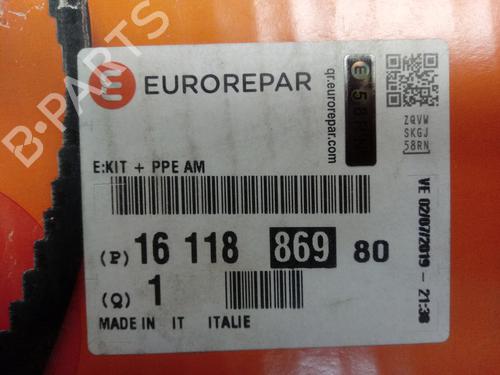 EUROREPAR
qr.eurorepar.com
ZQVW
SKGJ
58RN
E:KIT + PPE AM
(P) 16 118 869 80
(Q) 1
MADE IN IT ITALIE
VE 02/07/2019 - 21:38
B-PARTS